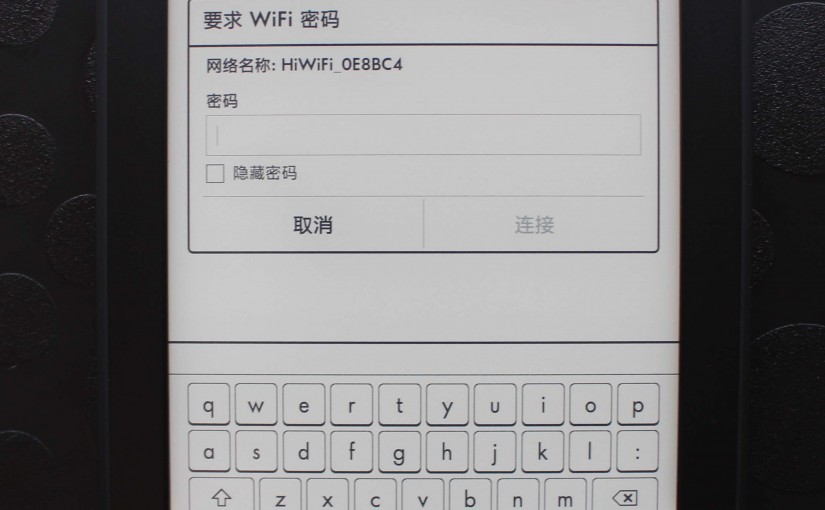 要求 WiFi 密码
网络名称: HiWiFi_0E8BC4
密码
隐藏密码
取消 连接
q w e r t y u i o p
a s d f g h j k l :
z x c v b n m